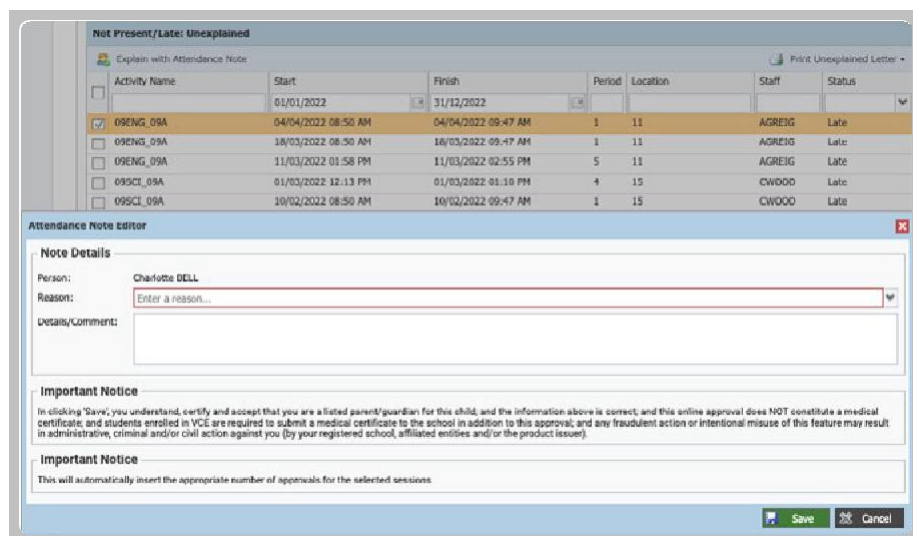 Not Present/Late: Unexplained
Explain with Attendance Note Print Unexplained Letter
Activity Name Start Finish Period Location Staff Status
01/01/2022 31/12/2022
09ENG_09A 04/04/2022 08:50 AM 04/04/2022 09:47 AM 1 11 AGREIG Late
09ENG_09A 18/03/2022 08:50 AM 18/03/2022 09:47 AM 1 11 AGREIG Late
09ENG_09A 11/03/2022 01:58 PM 11/03/2022 02:55 PM 5 11 AGREIG Late
09SCI_09A 01/03/2022 12:13 PM 01/03/2022 01:10 PM 4 15 CWOOD Late
09SCI_09A 10/02/2022 08:50 AM 10/02/2022 09:47 AM 1 15 CWOOD Late
Attendance Note Editor
Note Details
Person: Charlotte DELL
Reason: Enter a reason...
Details/Comment:
Important Notice
In clicking 'Save', you understand, certify and accept that you are a listed parent/guardian for this child; and the information above is correct; and this online approval does NOT constitute a medical
certificate; and students enrolled in VCE are required to submit a medical certificate to the school in addition to this approval; and any fraudulent action or intentional misuse of this feature may result
in administrative, criminal and/or civil action against you (by your registered school, affiliated entities and/or the product issuer).
Important Notice
This will automatically insert the appropriate number of approvals for the selected sessions
Save Cancel